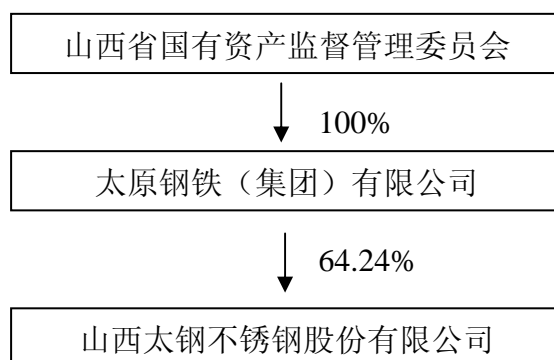 山西省国有资产监督管理委员会
100%
太原钢铁（集团）有限公司
64.24%
山西太钢不锈钢股份有限公司